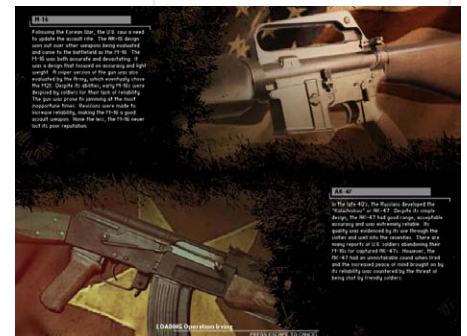 M-16
Following the Korean War, the U.S. saw a need
to update the assault rifle. The AR-15 design
won out over other weapons being evaluated
and came to the battlefield as the M-16. The
M-16 was both accurate and devastating. It
was a design that focused on accuracy and light
weight. A sniper version of the gun was also
evaluated by the Army, which eventually chose
the M21. Despite its abilities, early M-16s were
despised by soldiers for their lack of reliability.
The gun was prone to jamming at the most
inopportune times. Revisions were made to
increase reliability, making the M-16 a good
assault weapon. None the less, the M-16 never
lost its poor reputation.
AK-47
In the late 40's, the Russians developed the
"Kalashnikov" or AK-47. Despite its simple
design, the AK-47 had good range, acceptable
accuracy and was extremely reliable. Its
quality was evidenced by its use through the
sixties and well into the seventies. There are
many reports of U.S. soldiers abandoning their
M-16s for captured AK-47s. However, the
AK-47 had an unmistakable sound when fired
and the increased peace of mind brought on by
its reliability was countered by the threat of
being shot by friendly soldiers.
LOADING Operation Irving
PRESS ESCAPE TO CANCEL